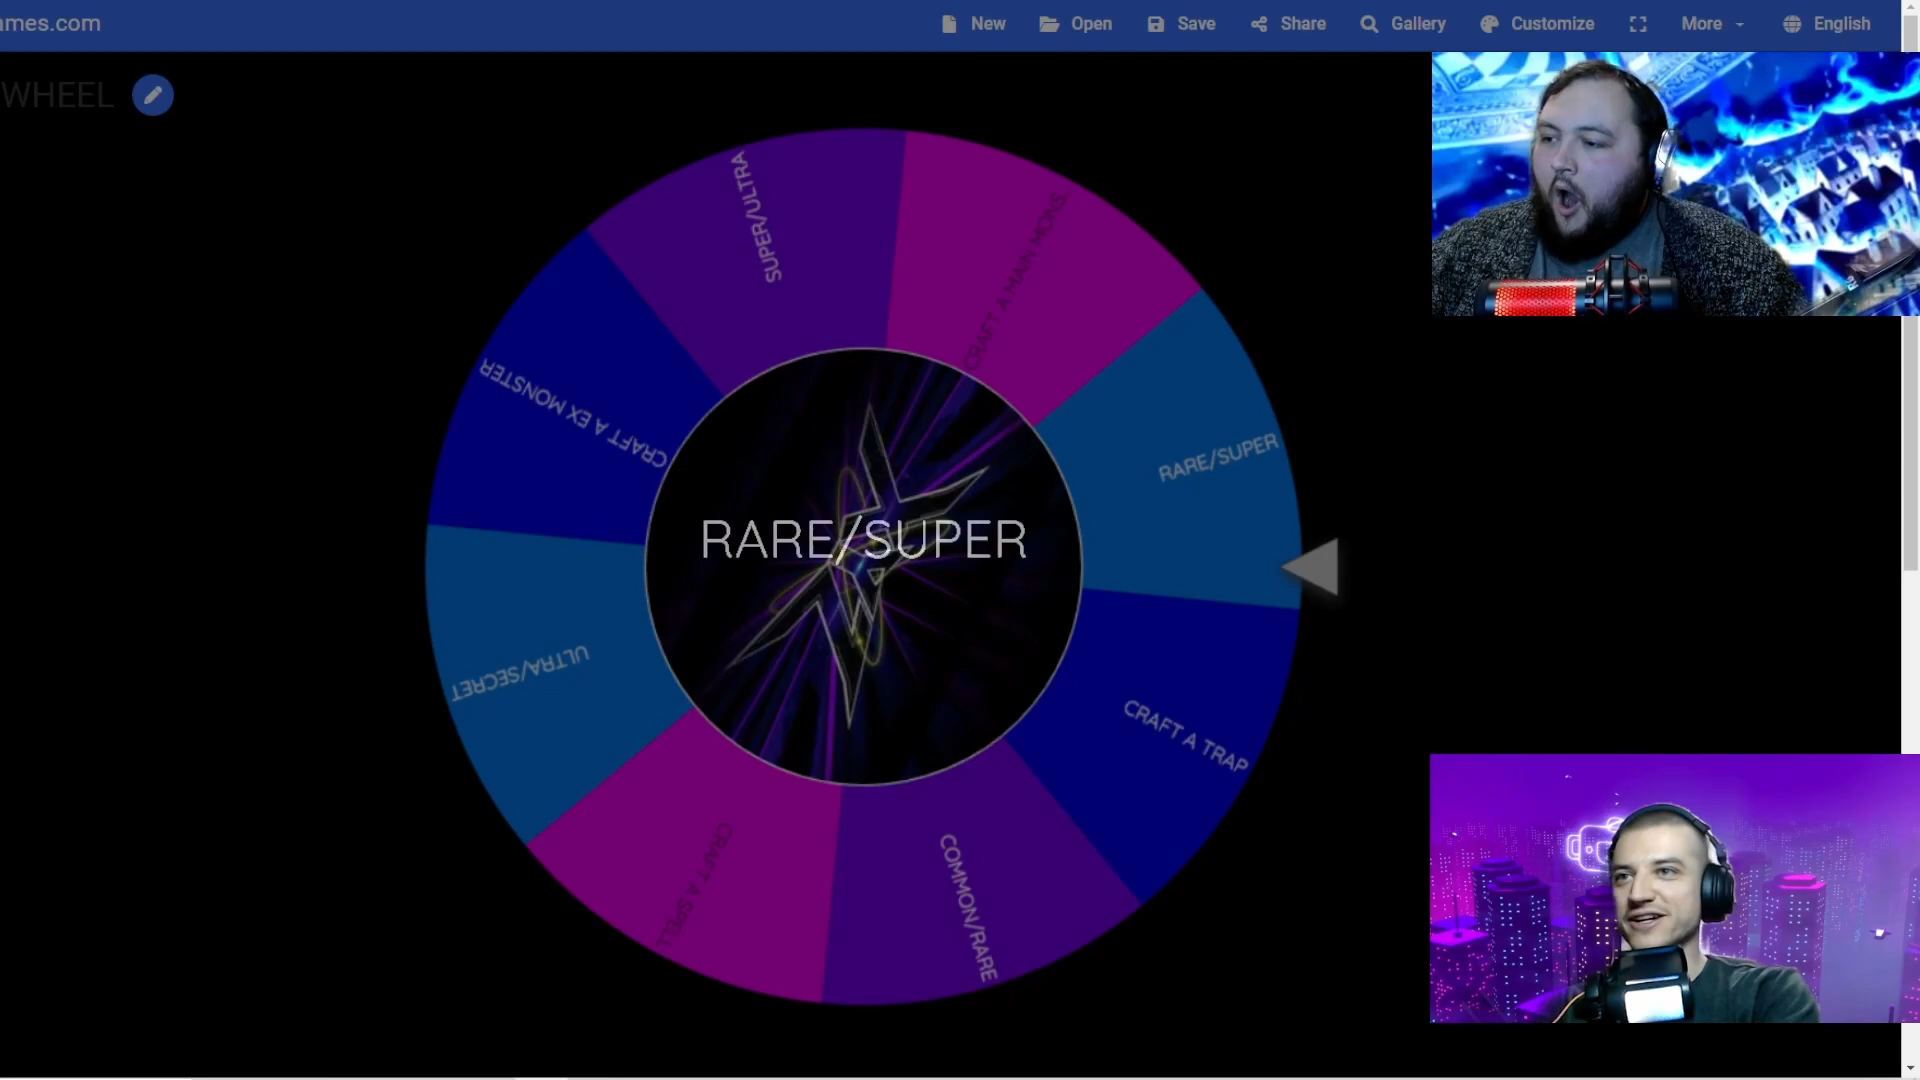 ames.com
New
Open
Save
Share
Gallery
Customize
More
English
WHEEL
SUPER/ULTRA
CRAFT A MAIN MONS.
RARE/SUPER
CRAFT A EX MONSTER
RARE/SUPER
ULTRA/SECRET
CRAFT A TRAP
CRAFT A SPELL
COMMON/RARE